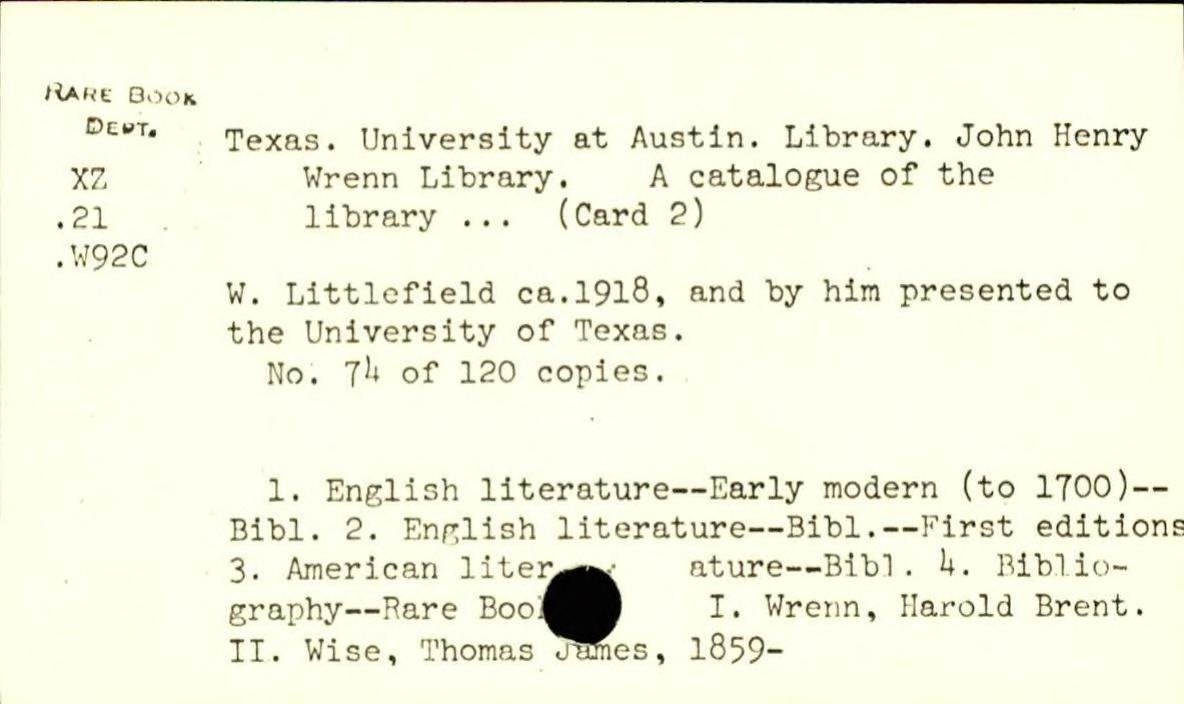 RARE BOOK
DEPT.
Texas. University at Austin. Library. John Henry
XZ Wrenn Library. A catalogue of the
.21 library ... (Card 2)
.W92C
W. Littlefield ca.1918, and by him presented to
the University of Texas.
No. 74 of 120 copies.
1. English literature--Early modern (to 1700)--
Bibl. 2. English literature--Bibl.--First editions
3. American liter ature--Bibl. 4. Biblio-
graphy--Rare Boo I. Wrenn, Harold Brent.
II. Wise, Thomas James, 1859-